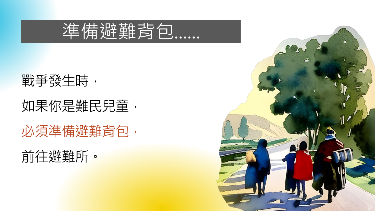 準備避難背包......
戰爭發生時，
如果你是難民兒童，
必須準備避難背包，
前往避難所。